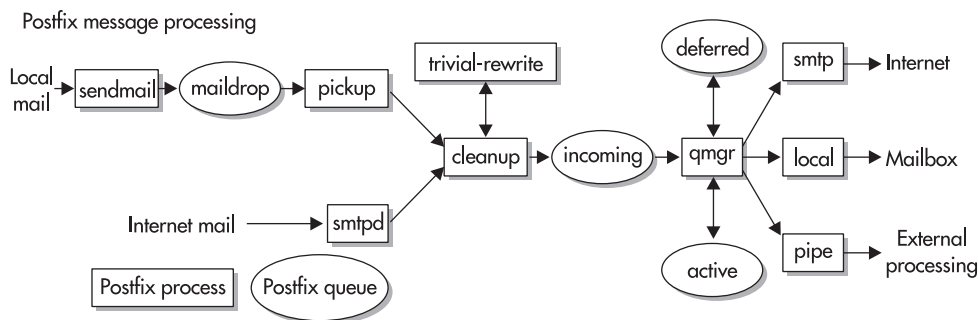 Postfix message processing
Local
mail
sendmail
maildrop
pickup
trivial-rewrite
cleanup
incoming
deferred
qmgr
active
smtp
Internet
local
Mailbox
pipe
External
processing
Internet mail
smtpd
Postfix process
Postfix queue